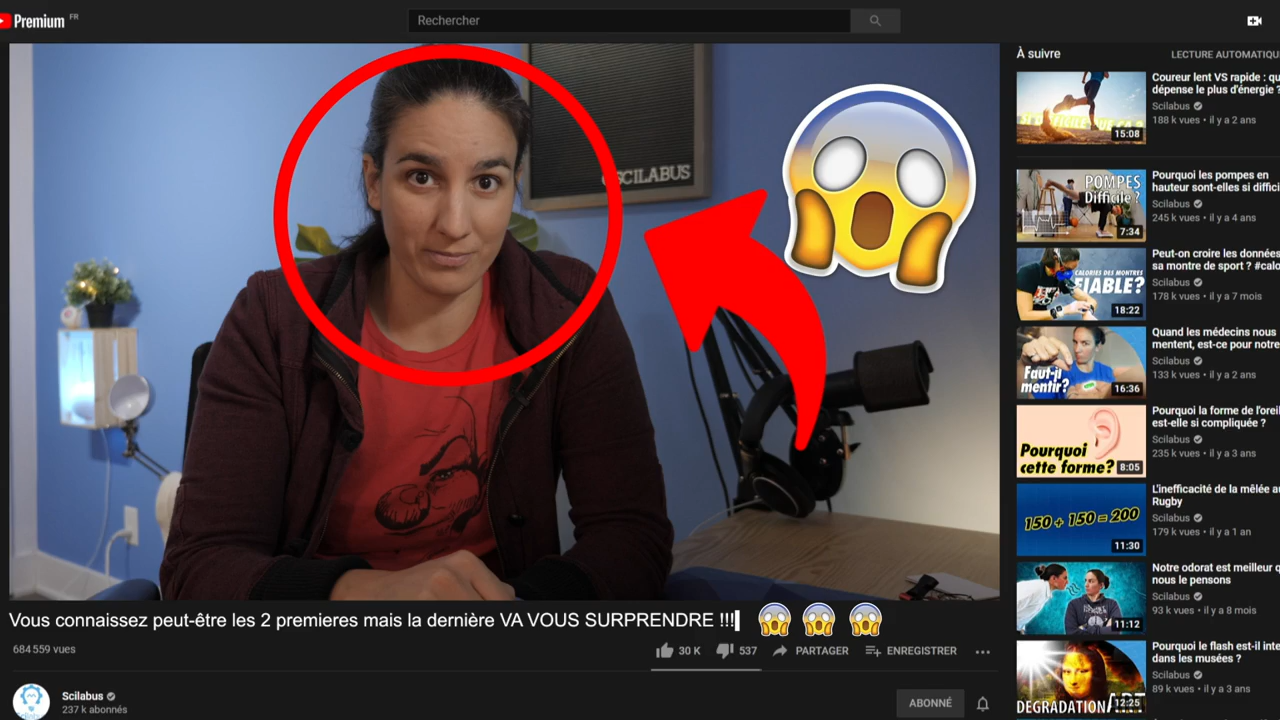 Premium FR
Rechercher
SCILABUS
Vous connaissez peut-être les 2 premieres mais la dernière VA VOUS SURPRENDRE !!!
684 559 vues
30 K
537
PARTAGER
ENREGISTRER
Scilabus
237 k abonnés
ABONNÉ
À suivre
LECTURE AUTOMATIQU
15:08
Coureur lent VS rapide : qu
dépense le plus d'énergie ?
Scilabus
188 k vues • il y a 2 ans
POMPES
Difficile ?
7:34
Pourquoi les pompes en
hauteur sont-elles si diffici
Scilabus
245 k vues • il y a 4 ans
CALORIES DES MONTRES
FIABLE?
18:22
Peut-on croire les données
sa montre de sport ? #calo
Scilabus
178 k vues • il y a 7 mois
Faut-il
mentir?
16:36
Quand les médecins nous
mentent, est-ce pour notre
Scilabus
133 k vues • il y a 2 ans
Pourquoi
cette forme?
8:05
Pourquoi la forme de l'orei
est-elle si compliquée ?
Scilabus
235 k vues • il y a 3 ans
150 + 150 = 200
11:30
L'inefficacité de la mêlée au
Rugby
Scilabus
179 k vues • il y a 1 an
11:12
Notre odorat est meilleur q
nous le pensons
Scilabus
93 k vues • il y a 8 mois
DEGRADATION
12:25
Pourquoi le flash est-il inte
dans les musées ?
Scilabus
89 k vues • il y a 3 ans